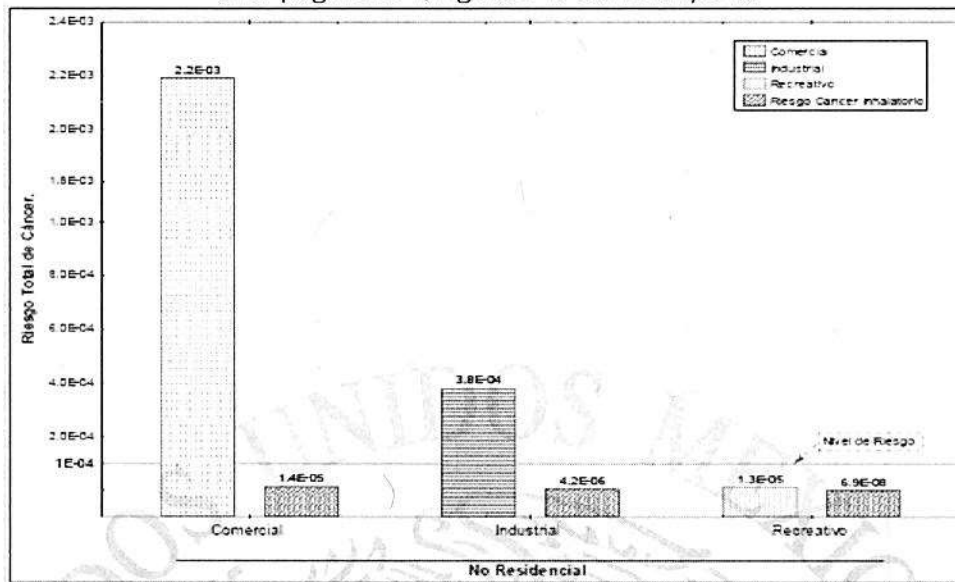 2.4E-03
2.2E-03
2.0E-03
1.8E-03
1.0E-03
8.0E-04
6.0E-04
4.0E-04
2.0E-04
1E-04
Riesgo Total de Cáncer.
2.2E-03
1.4E-05
3.8E-04
4.2E-06
1.3E-05
6.9E-08
Comercial
Industrial
Recreativo
Riesgo Cancer Inhalatorio
Nivel de Riesgo
Comercial
Industrial
Recreativo
No Residencial
UNIDOS